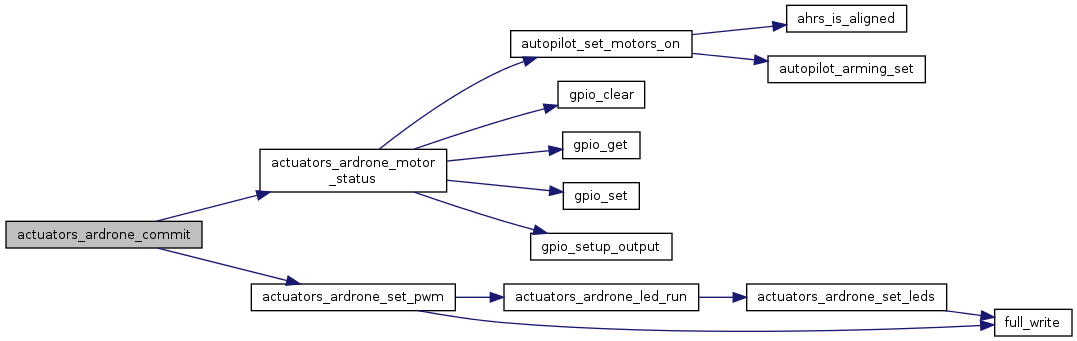 ahrs_is_aligned
autopilot_set_motors_on
autopilot_arming_set
gpio_clear
gpio_get
actuators_ardrone_motor
_status
gpio_set
actuators_ardrone_commit
gpio_setup_output
actuators_ardrone_set_pwm
actuators_ardrone_led_run
actuators_ardrone_set_leds
full_write